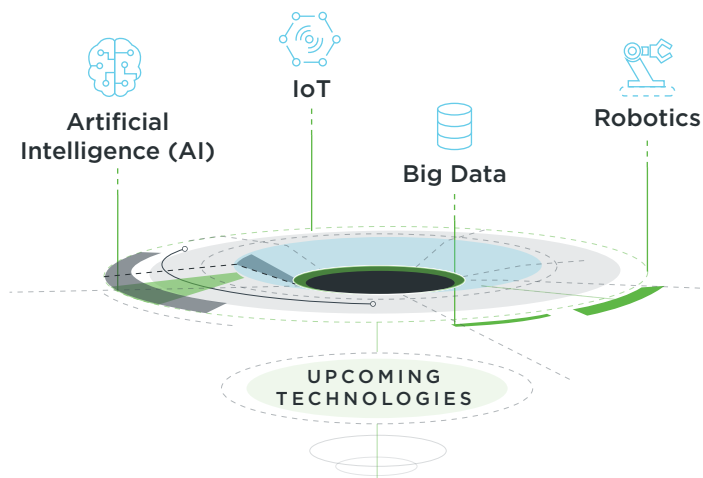 IoT
Artificial
Intelligence (AI)
Robotics
Big Data
UPCOMING
TECHNOLOGIES